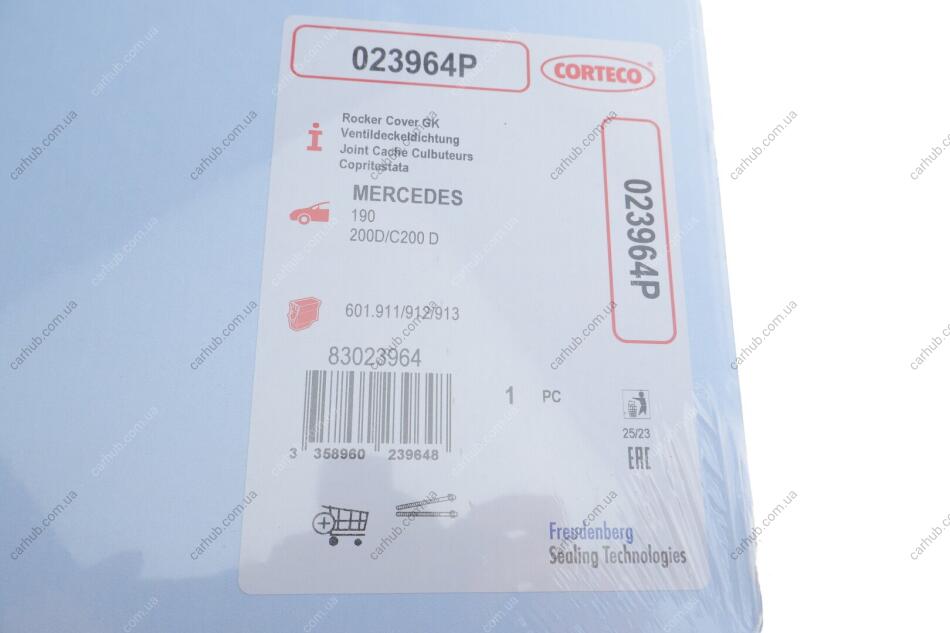 023964P
CORTECO
Rocker Cover GK
Ventildeckeldichtung
Joint Cache Culbuteurs
Copritestata
MERCEDES
190
200D/C200 D
023964P
601.911/912/913
83023964
1 PC
3 358960 239648
25/23
EAC
Freudenberg
Sealing Technologies
carhub.com.ua